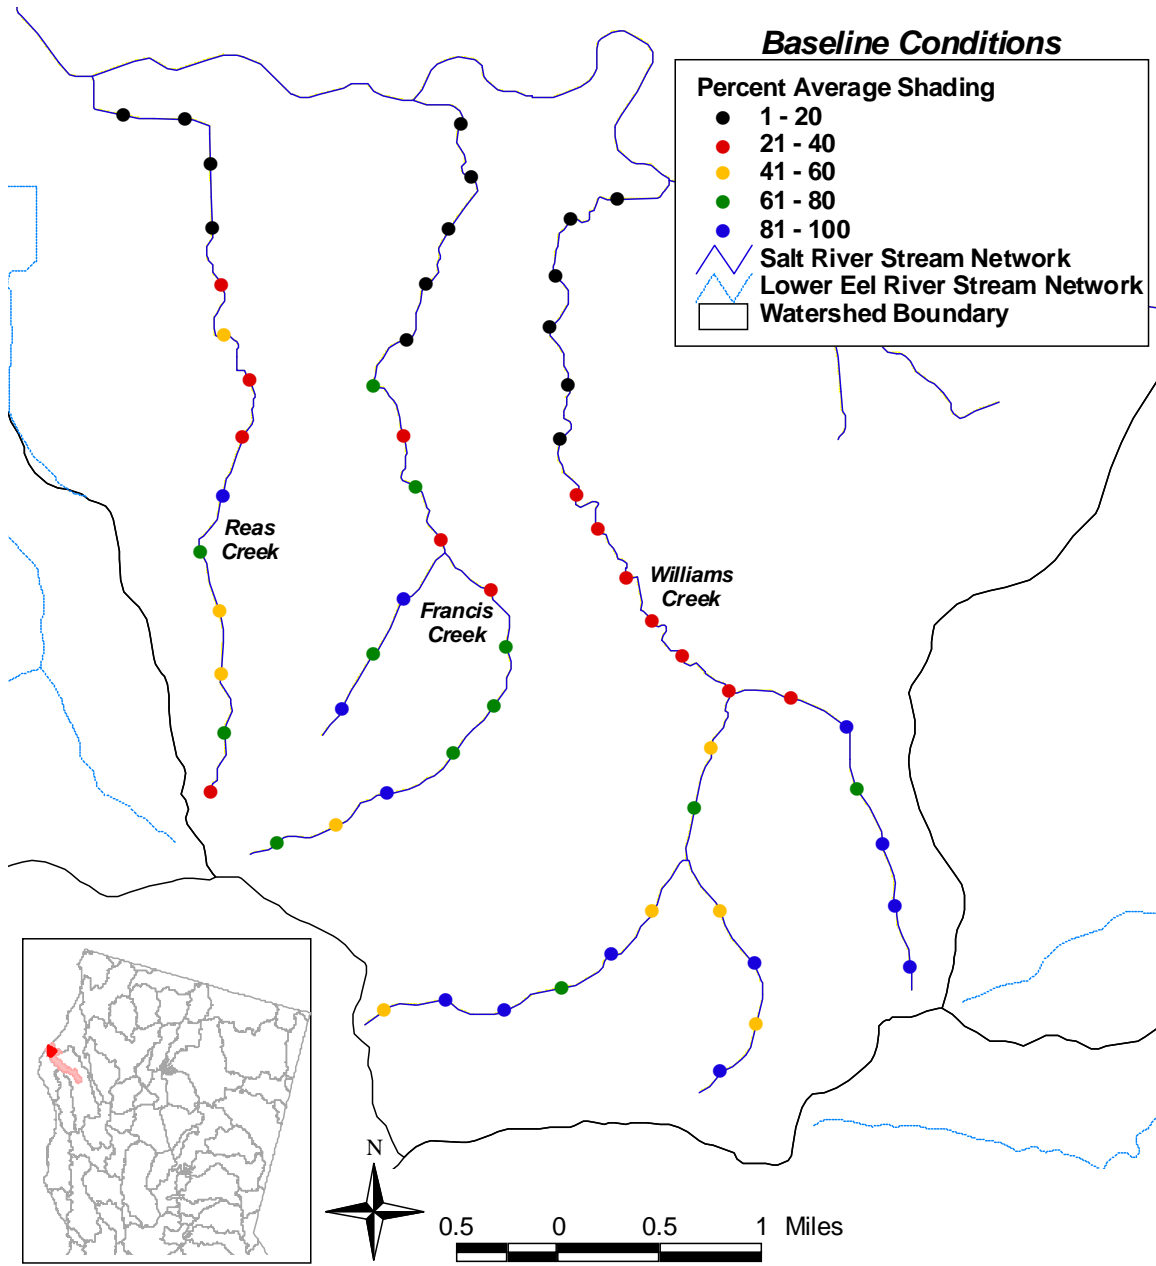 Baseline Conditions
Percent Average Shading
1 - 20
21 - 40
41 - 60
61 - 80
81 - 100
Salt River Stream Network
Lower Eel River Stream Network
Watershed Boundary
Reas
Creek
Francis
Creek
Williams
Creek
N
0.5 0 0.5 1 Miles